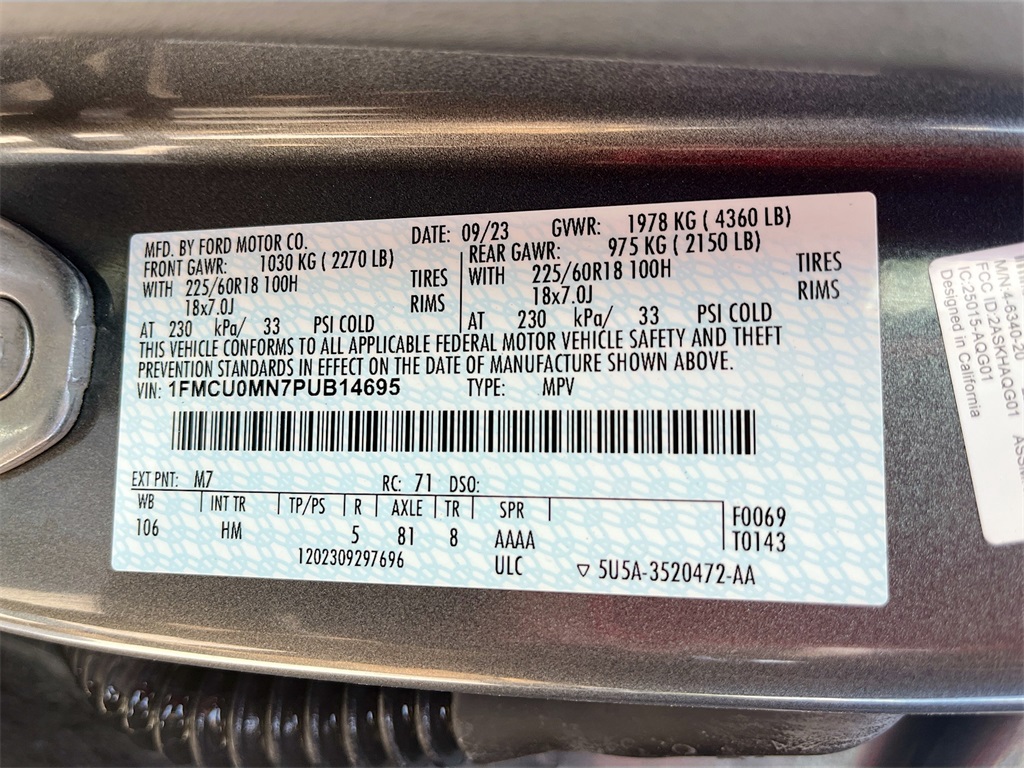 MFD. BY FORD MOTOR CO. DATE: 09/23 GVWR: 1978 KG ( 4360 LB)
FRONT GAWR: 1030 KG ( 2270 LB) REAR GAWR: 975 KG ( 2150 LB)
WITH 225/60R18 100H TIRES WITH 225/60R18 100H TIRES
18x7.0J RIMS 18x7.0J RIMS
AT 230 kPa/ 33 PSI COLD AT 230 kPa/ 33 PSI COLD
THIS VEHICLE CONFORMS TO ALL APPLICABLE FEDERAL MOTOR VEHICLE SAFETY AND THEFT
PREVENTION STANDARDS IN EFFECT ON THE DATE OF MANUFACTURE SHOWN ABOVE.
VIN: 1FMCU0MN7PUB14695 TYPE: MPV
EXT PNT: M7 RC: 71 DSO:
WB INT TR TP/PS R AXLE TR SPR F0069
106 HM 5 81 8 AAAA T0143
1202309297696 ULC 5U5A-3520472-AA
M/N 146340-20
FCC ID:2ASKHAQG01
IC:25015-AQG01
Designed in California